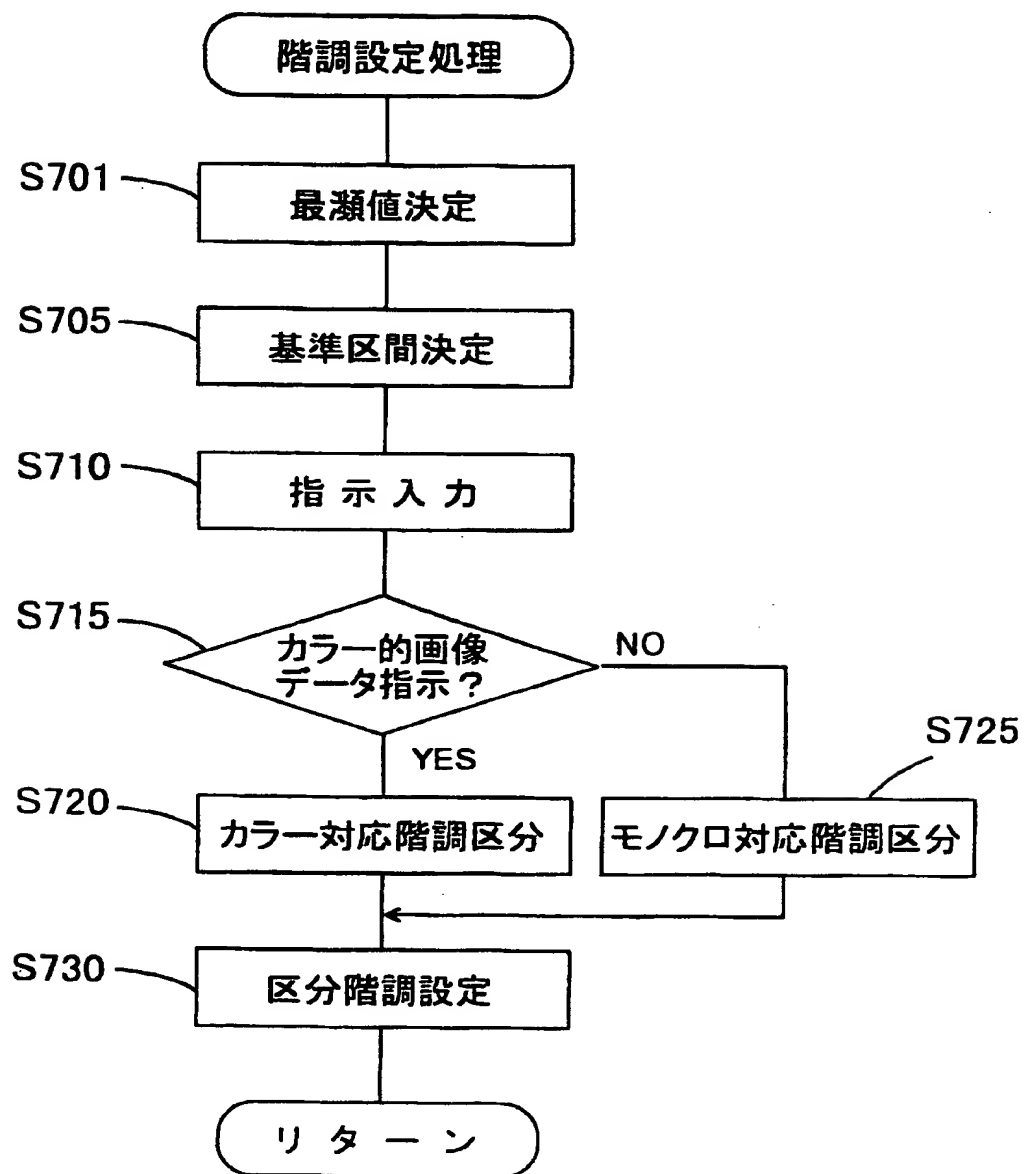 階調設定処理
S701
最瀕値決定
S705
基準区間決定
S710
指示入力
S715
カラー的画像
データ指示？
NO
YES
S725
S720
カラー対応階調区分
モノクロ対応階調区分
S730
区分階調設定
リターン